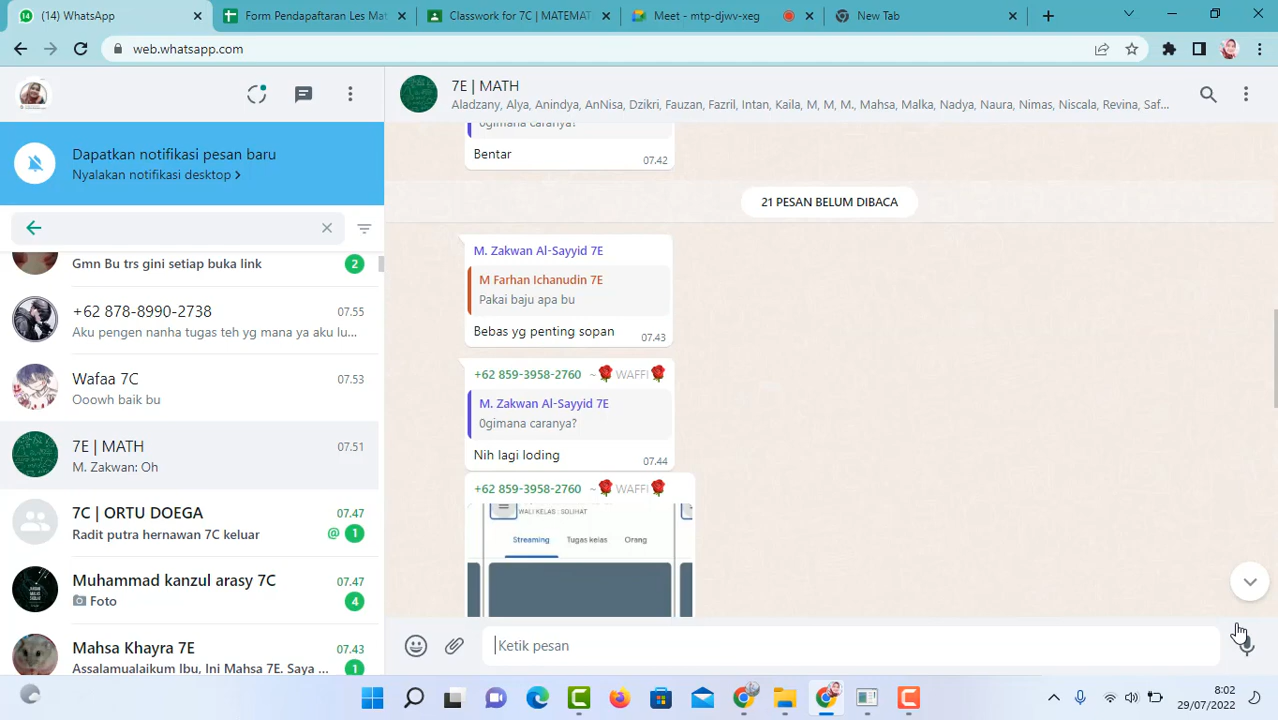 (14) WhatsApp
Form Pendapaftaran Les Mat
Classwork for 7C | MATEMAT
Meet - mtp-djwv-xeg
New Tab
web.whatsapp.com
7E | MATH
Aleta, Alya, Anindya, AnNisa, Dzikri, Fauzan, Fazri, Intan, Kaila, M, M, M., Mahsa, Malka, Nadya, Naura, Nimas, Niscala, Revina, Saf...
Dapatkan notifikasi pesan baru
Nyalakan notifikasi desktop >
Gmn Bu trs gini setiap buka link
2
+62 878-8990-2738
07.55
Aku pengen nanha tugas teh yg mana ya aku lu...
Wafaa 7C
07.53
Ooowh baik bu
7E | MATH
07.51
M. Zakwan: Oh
7C | ORTU DOEGA
07.47
Radit putra hernawan 7C keluar
@ 1
Muhammad kanzul arasy 7C
07.47
Foto
4
Mahsa Khayra 7E
07.43
Assalamualaikum Ibu, Ini Mahsa 7E. Saya ...
1
0gimana caranya?
Bentar
07.42
21 PESAN BELUM DIBACA
M. Zakwan Al-Sayyid 7E
M Farhan Ichanudin 7E
Pakai baju apa bu
Bebas yg penting sopan
07.43
+62 859-3958-2760 ~🌹 WAFFI🌹
M. Zakwan Al-Sayyid 7E
0gimana caranya?
Nih lagi loding
07.44
+62 859-3958-2760 ~🌹 WAFFI🌹
WALI KELAS : SOLIHAT
Streaming Tugas kelas Orang
Ketik pesan
8:02
29/07/2022